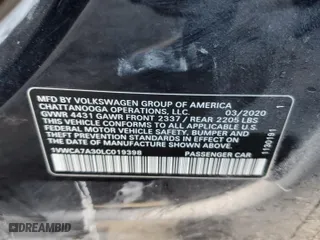 MFD BY VOLKSWAGEN GROUP OF AMERICA
CHATTANOOGA OPERATIONS, LLC. 03/2020
GVWR 4431 GAWR FRONT 2337 / REAR 2205 LBS
THIS VEHICLE CONFORMS TO ALL APPLICABLE
FEDERAL MOTOR VEHICLE SAFETY, BUMPER AND
THEFT PREVENTION STANDARDS IN EFFECT ON
THE DATE OF MANUFACTURE SHOWN ABOVE.
1VWCA7A30LC019398 PASSENGER CAR